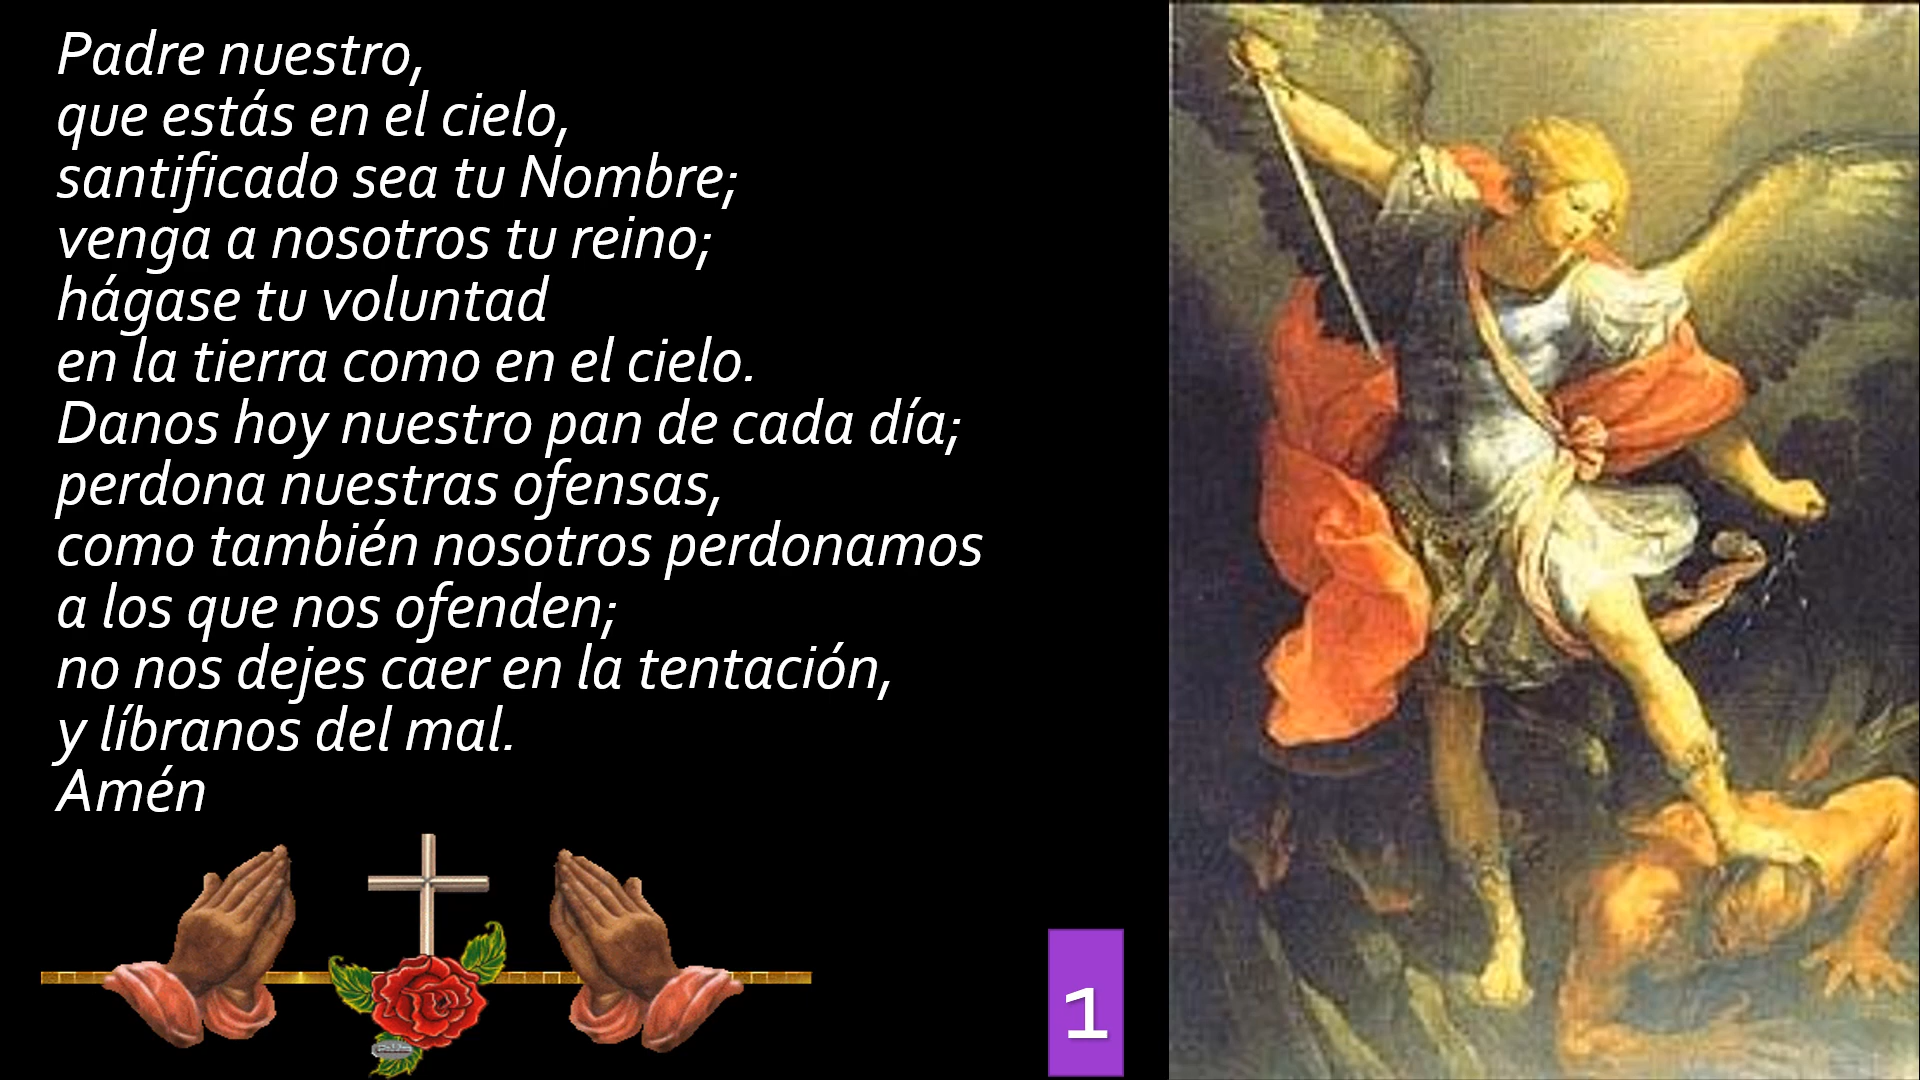 Padre nuestro,
que estás en el cielo,
santificado sea tu Nombre;
venga a nosotros tu reino;
hágase tu voluntad
en la tierra como en el cielo.
Danos hoy nuestro pan de cada día;
perdona nuestras ofensas,
como también nosotros perdonamos
a los que nos ofenden;
no nos dejes caer en la tentación,
y líbranos del mal.
Amén
1